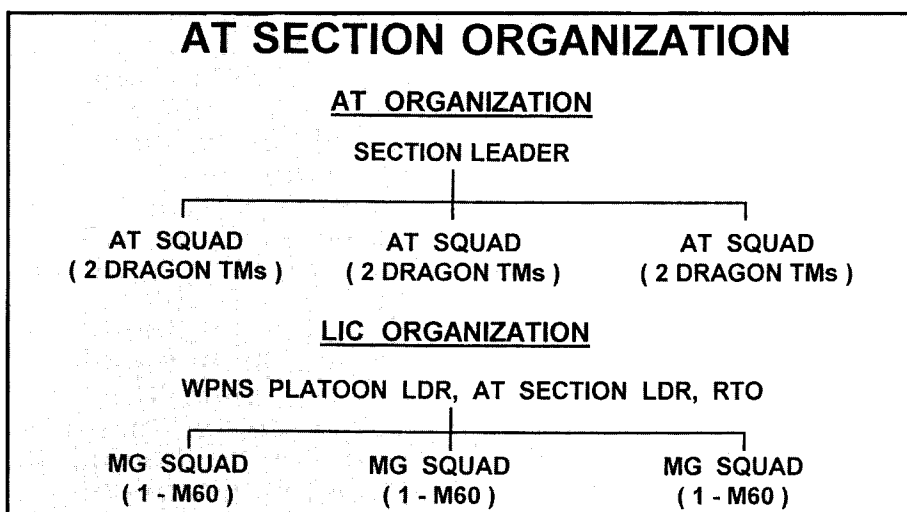 AT SECTION ORGANIZATION
AT ORGANIZATION
SECTION LEADER
AT SQUAD AT SQUAD AT SQUAD
( 2 DRAGON TMs ) ( 2 DRAGON TMs ) ( 2 DRAGON TMs )
LIC ORGANIZATION
WPNS PLATOON LDR, AT SECTION LDR, RTO
MG SQUAD MG SQUAD MG SQUAD
( 1 - M60 ) ( 1 - M60 ) ( 1 - M60 )